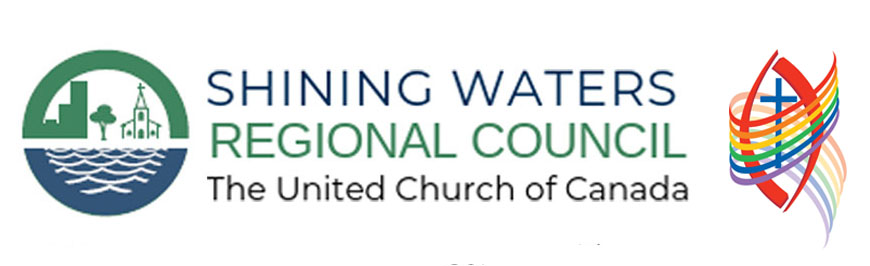 SHINING WATERS
REGIONAL COUNCIL
The United Church of Canada